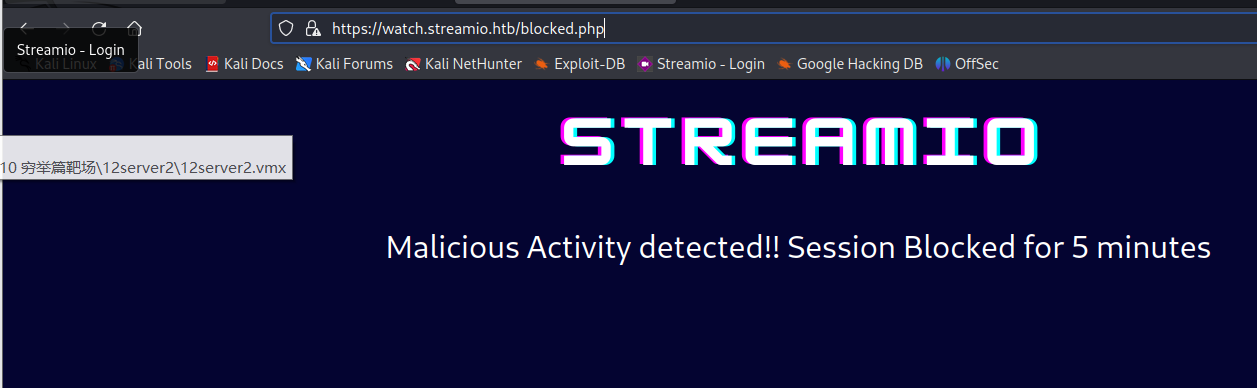 https://watch.streamio.htb/blocked.php
Streamio - Login
Kali Linux Kali Tools Kali Docs Kali Forums Kali NetHunter Exploit-DB Streamio - Login Google Hacking DB OffSec
STREAMIO
10 穷举篇靶场\12server2\12server2.vmx
Malicious Activity detected!! Session Blocked for 5 minutes